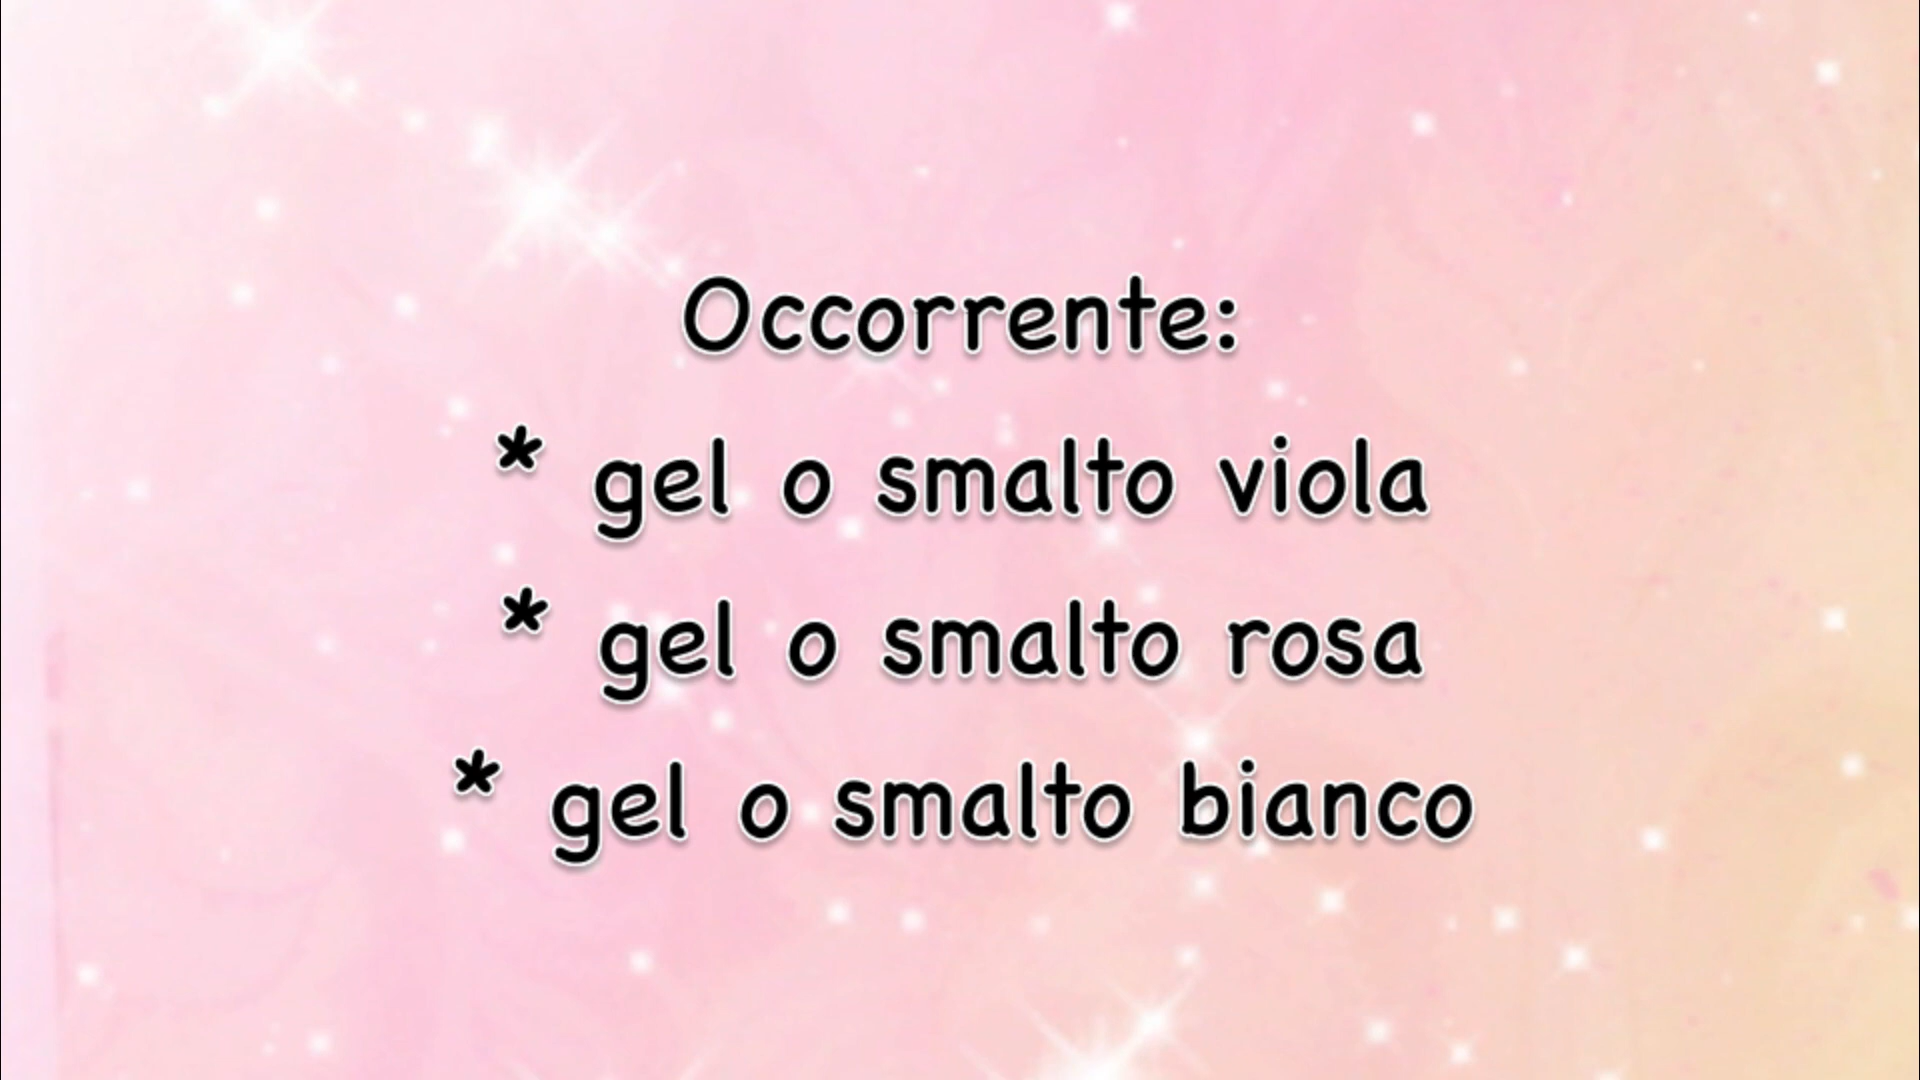 Occorrente:
* gel o smalto viola
* gel o smalto rosa
* gel o smalto bianco